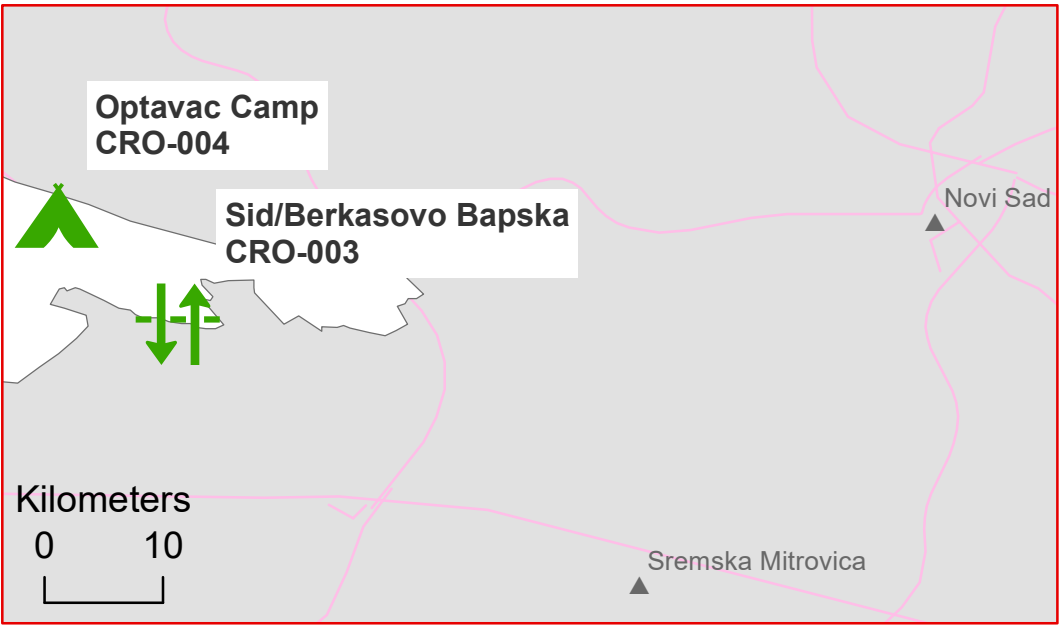 Optavac Camp
CRO-004
Sid/Berkasovo Bapska
CRO-003
Novi Sad
Kilometers
0 10
Sremska Mitrovica